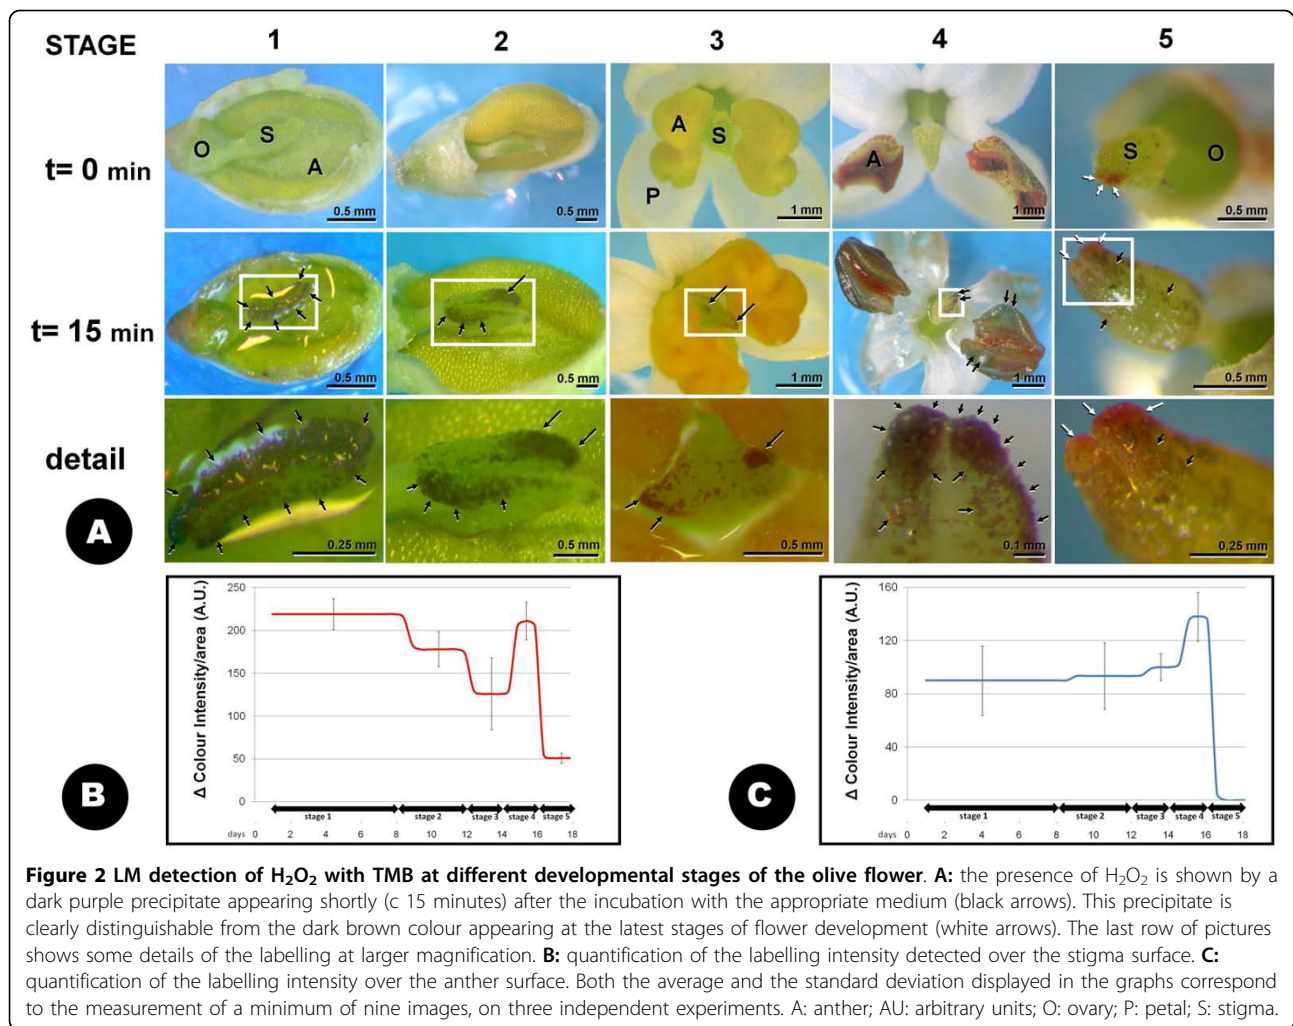 STAGE 1 2 3 4 5
t= 0 min
O S A
0.5 mm
0.5 mm
A S P
1 mm
A
1 mm
S O
0.5 mm
t= 15 min
0.5 mm
0.5 mm
1 mm
1 mm
0.5 mm
detail
0.25 mm
0.5 mm
0.5 mm
0.1 mm
0.25 mm
A
B
Δ Colour Intensity/area (A.U.)
250
200
150
100
50
0
stage 1 stage 2 stage 3 stage 4 stage 5
days 0 2 4 6 8 10 12 14 16 18
C
Δ Colour Intensity/area (A.U.)
160
120
80
40
0
stage 1 stage 2 stage 3 stage 4 stage 5
days 0 2 4 6 8 10 12 14 16 18
Figure 2 LM detection of H₂O₂ with TMB at different developmental stages of the olive flower. A: the presence of H₂O₂ is shown by a
dark purple precipitate appearing shortly (c 15 minutes) after the incubation with the appropriate medium (black arrows). This precipitate is
clearly distinguishable from the dark brown colour appearing at the latest stages of flower development (white arrows). The last row of pictures
shows some details of the labelling at larger magnification. B: quantification of the labelling intensity detected over the stigma surface. C:
quantification of the labelling intensity over the anther surface. Both the average and the standard deviation displayed in the graphs correspond
to the measurement of a minimum of nine images, on three independent experiments. A: anther; AU: arbitrary units; O: ovary; P: petal; S: stigma.